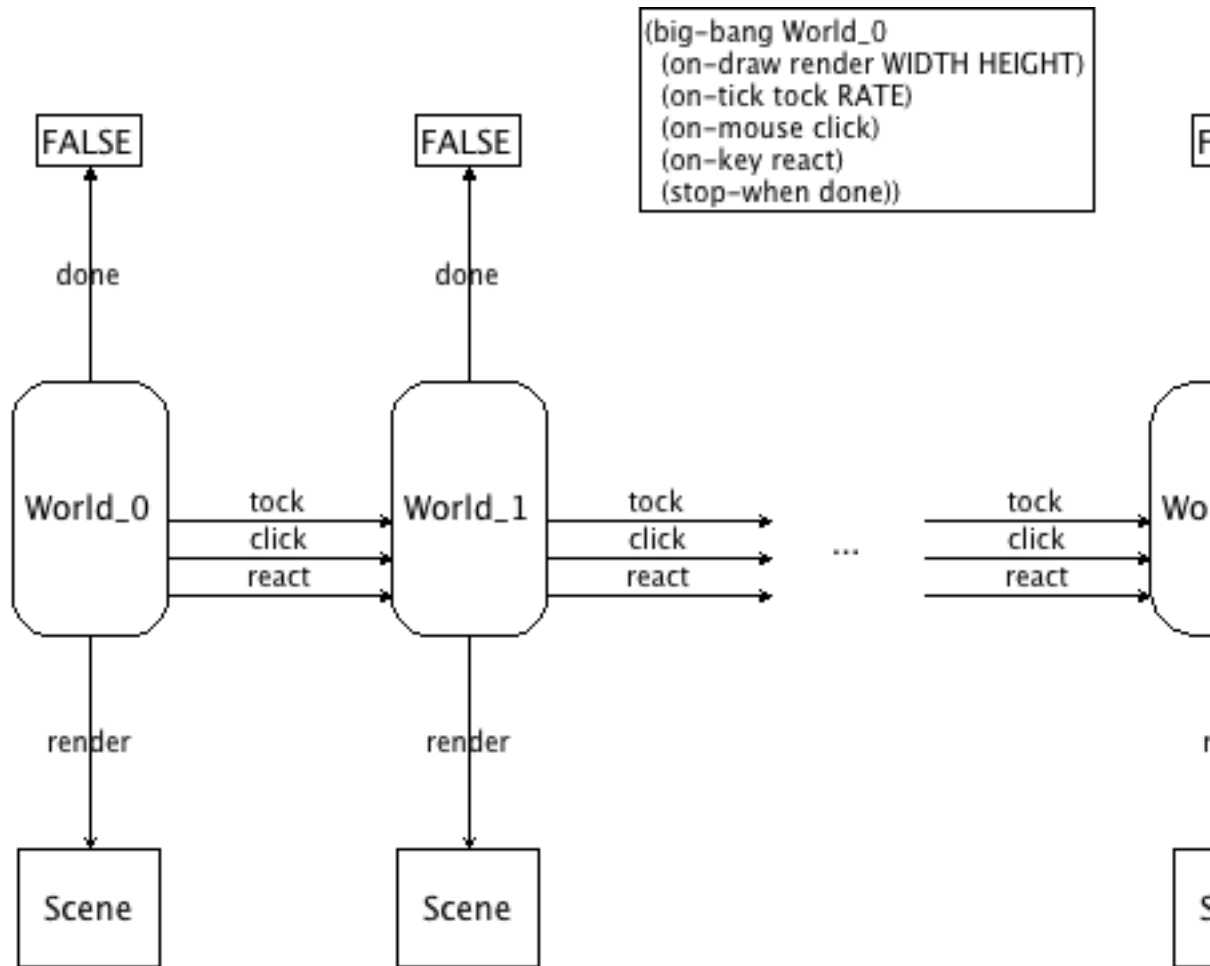 (big-bang World_0
(on-draw render WIDTH HEIGHT)
(on-tick tock RATE)
(on-mouse click)
(on-key react)
(stop-when done))
FALSE
FALSE
done
done
World_0
tock
click
react
World_1
tock
click
react
...
tock
click
react
render
render
Scene
Scene